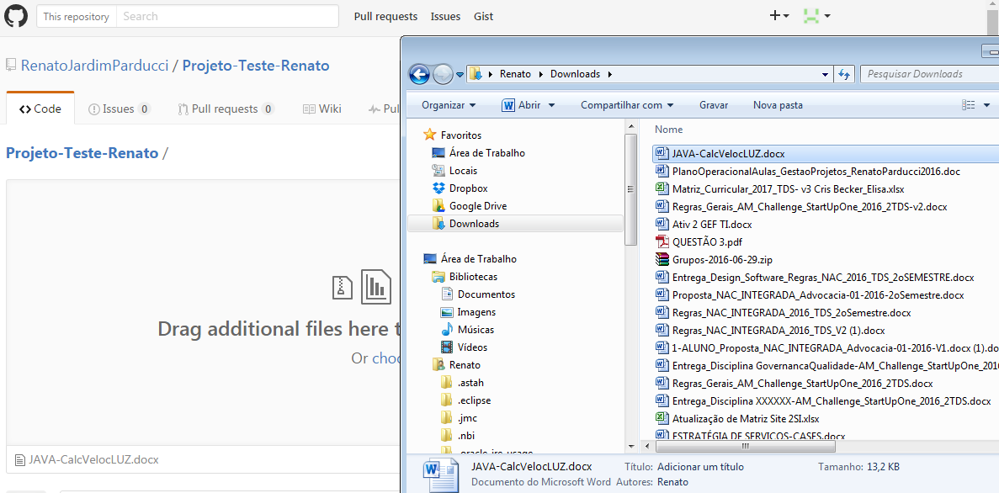 This repository Search Pull requests Issues Gist
RenatoJardimParducci / Projeto-Teste-Renato
Code Issues 0 Pull requests 0 Wiki Pul
Projeto-Teste-Renato /
Drag additional files here t
Or choo
JAVA-CalcVelocLUZ.docx
Renato Downloads
Pesquisar Downloads
Organizar Abrir Compartilhar com Gravar Nova pasta
Favoritos
Área de Trabalho
Locais
Dropbox
Google Drive
Downloads
Área de Trabalho
Bibliotecas
Documentos
Imagens
Músicas
Vídeos
Renato
.astah
.eclipse
.jmc
.nbi
.oracle_jre_usage
Nome
JAVA-CalcVelocLUZ.docx
PlanoOperacionalAulas_GestaoProjetos_RenatoParducci2016.doc
Matriz_Curricular_2017_TDS- v3 Cris Becker_Elisa.xlsx
Regras_Gerais_AM_Challenge_StartUpOne_2016_2TDS-v2.docx
Ativ 2 GEF TI.docx
QUESTÃO 3.pdf
Grupos-2016-06-29.zip
Entrega_Design_Software_Regras_NAC_2016_TDS_2oSEMESTRE.docx
Proposta_NAC_INTEGRADA_Advocacia-01-2016-2oSemestre.docx
Regras_NAC_INTEGRADA_2016_TDS_2oSemestre.docx
Regras_NAC_INTEGRADA_2016_TDS_V2 (1).docx
1-ALUNO_Proposta_NAC_INTEGRADA_Advocacia-01-2016-V1.docx (1).do
Entrega_Disciplina GovernancaQualidade-AM_Challenge_StartUpOne_2016
Regras_Gerais_AM_Challenge_StartUpOne_2016_2TDS.docx
Entrega_Disciplina XXXXXX-AM_Challenge_StartUpOne_2016_2TDS.docx
Atualização de Matriz Site 2SI.xlsx
ESTRATÉGIA DE SERVIÇOS-CASES.docx
JAVA-CalcVelocLUZ.docx Título: Adicionar um título Tamanho: 13,2 KB
Documento do Microsoft Word Autores: Renato